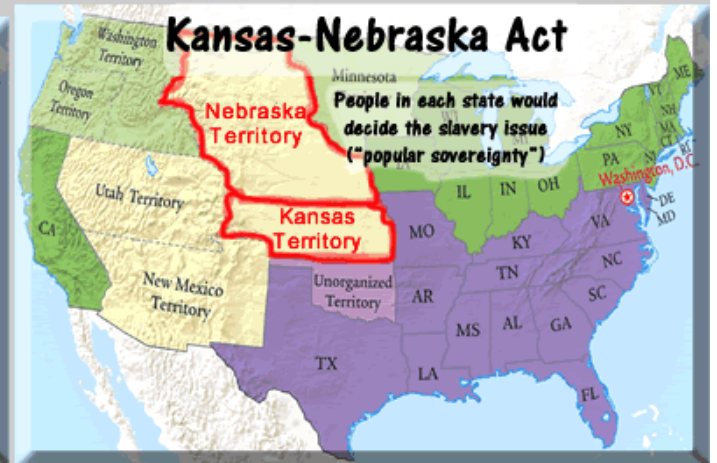 Kansas-Nebraska Act
Washington
Territory
Oregon
Territory
Minnesota
People in each state would
decide the slavery issue
("popular sovereignty")
Nebraska
Territory
ME
VT
NH
MA
CT
RI
NY
PA
NJ
Washington, D.C.
DE
MD
IL
IN
OH
Utah Territory
Kansas
Territory
CA
MO
KY
VA
New Mexico
Territory
Unorganized
Territory
AR
TN
NC
SC
MS
AL
GA
TX
LA
FL